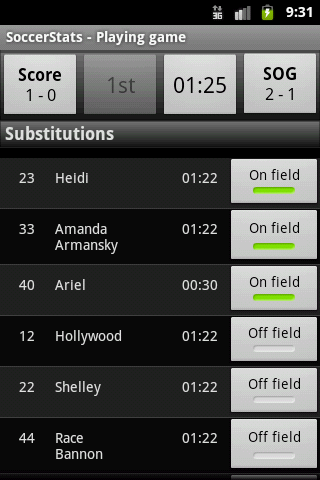 3G 9:31
SoccerStats - Playing game
Score
1 - 0
1st
01:25
SOG
2 - 1
Substitutions
23 Heidi 01:22 On field
33 Amanda Armansky 01:22 On field
40 Ariel 00:30 On field
12 Hollywood 01:22 Off field
22 Shelley 01:22 Off field
44 Race Bannon 01:22 Off field